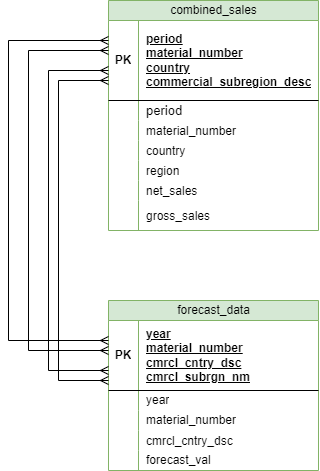 combined_sales
PK
period
material_number
country
commercial_subregion_desc
period
material_number
country
region
net_sales
gross_sales
forecast_data
PK
year
material_number
cmrcl_cntry_dsc
cmrcl_subrgn_nm
year
material_number
cmrcl_cntry_dsc
forecast_val